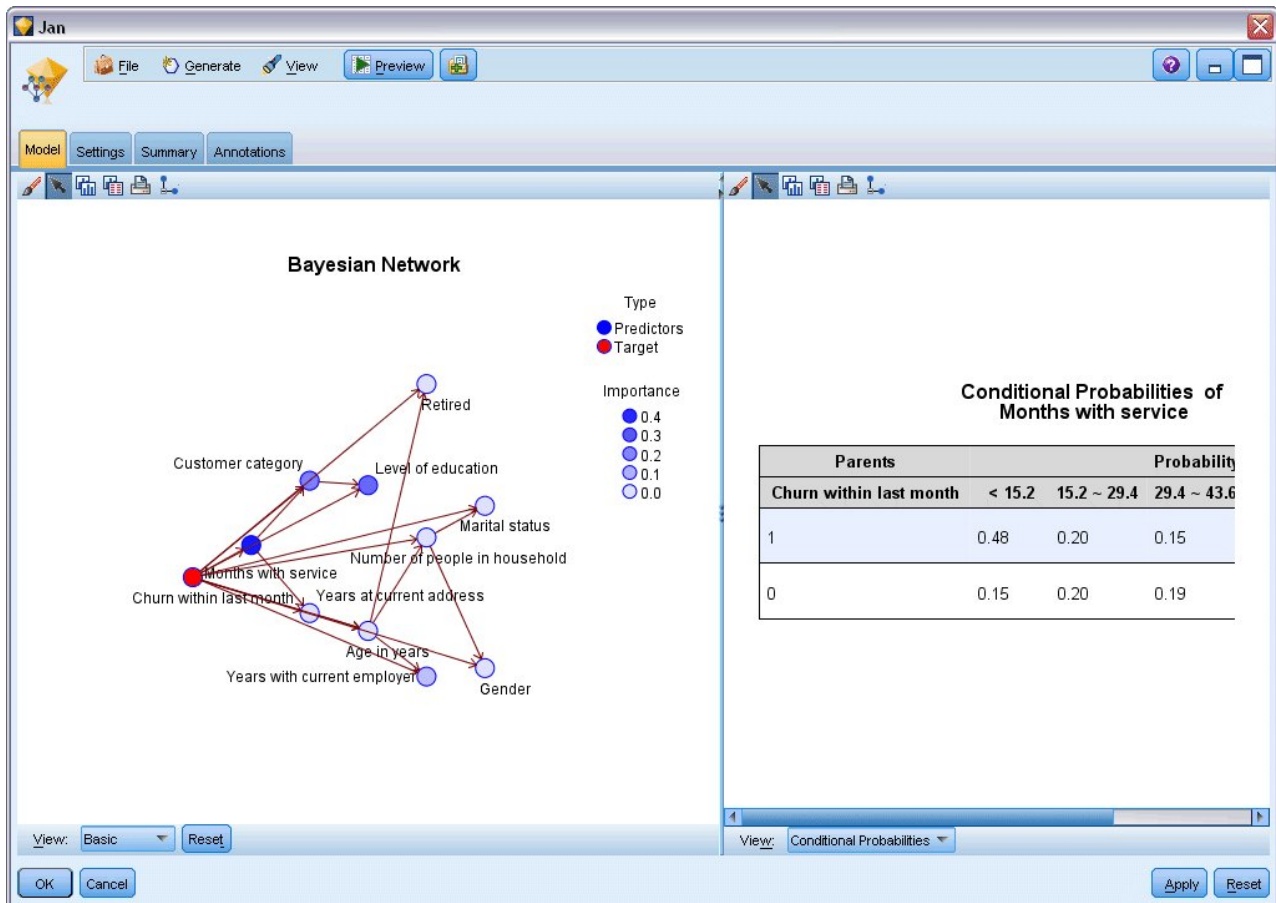 Jan
File Generate View Preview
Model Settings Summary Annotations
Bayesian Network
Type
Predictors
Target
Importance
0.4
0.3
0.2
0.1
0.0
Retired
Customer category
Level of education
Marital status
Number of people in household
Months with service
Churn within last month
Years at current address
Age in years
Years with current employer
Gender
View: Basic Reset
Conditional Probabilities of
Months with service
Parents Probability
Churn within last month < 15.2 15.2 ~ 29.4 29.4 ~ 43.6
1 0.48 0.20 0.15
0 0.15 0.20 0.19
View: Conditional Probabilities
OK Cancel Apply Reset